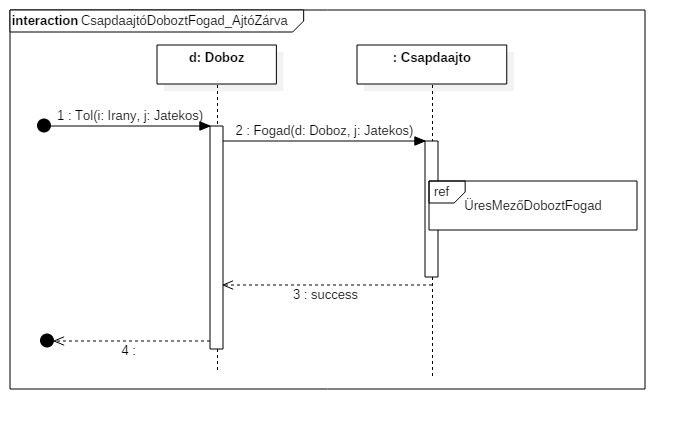 interaction CsapdaajtóDoboztFogad_AjtóZárva
d: Doboz
: Csapdaajto
1 : Tol(i: Irany, j: Jatekos)
2 : Fogad(d: Doboz, j: Jatekos)
ref
ÜresMezőDoboztFogad
3 : success
4 :